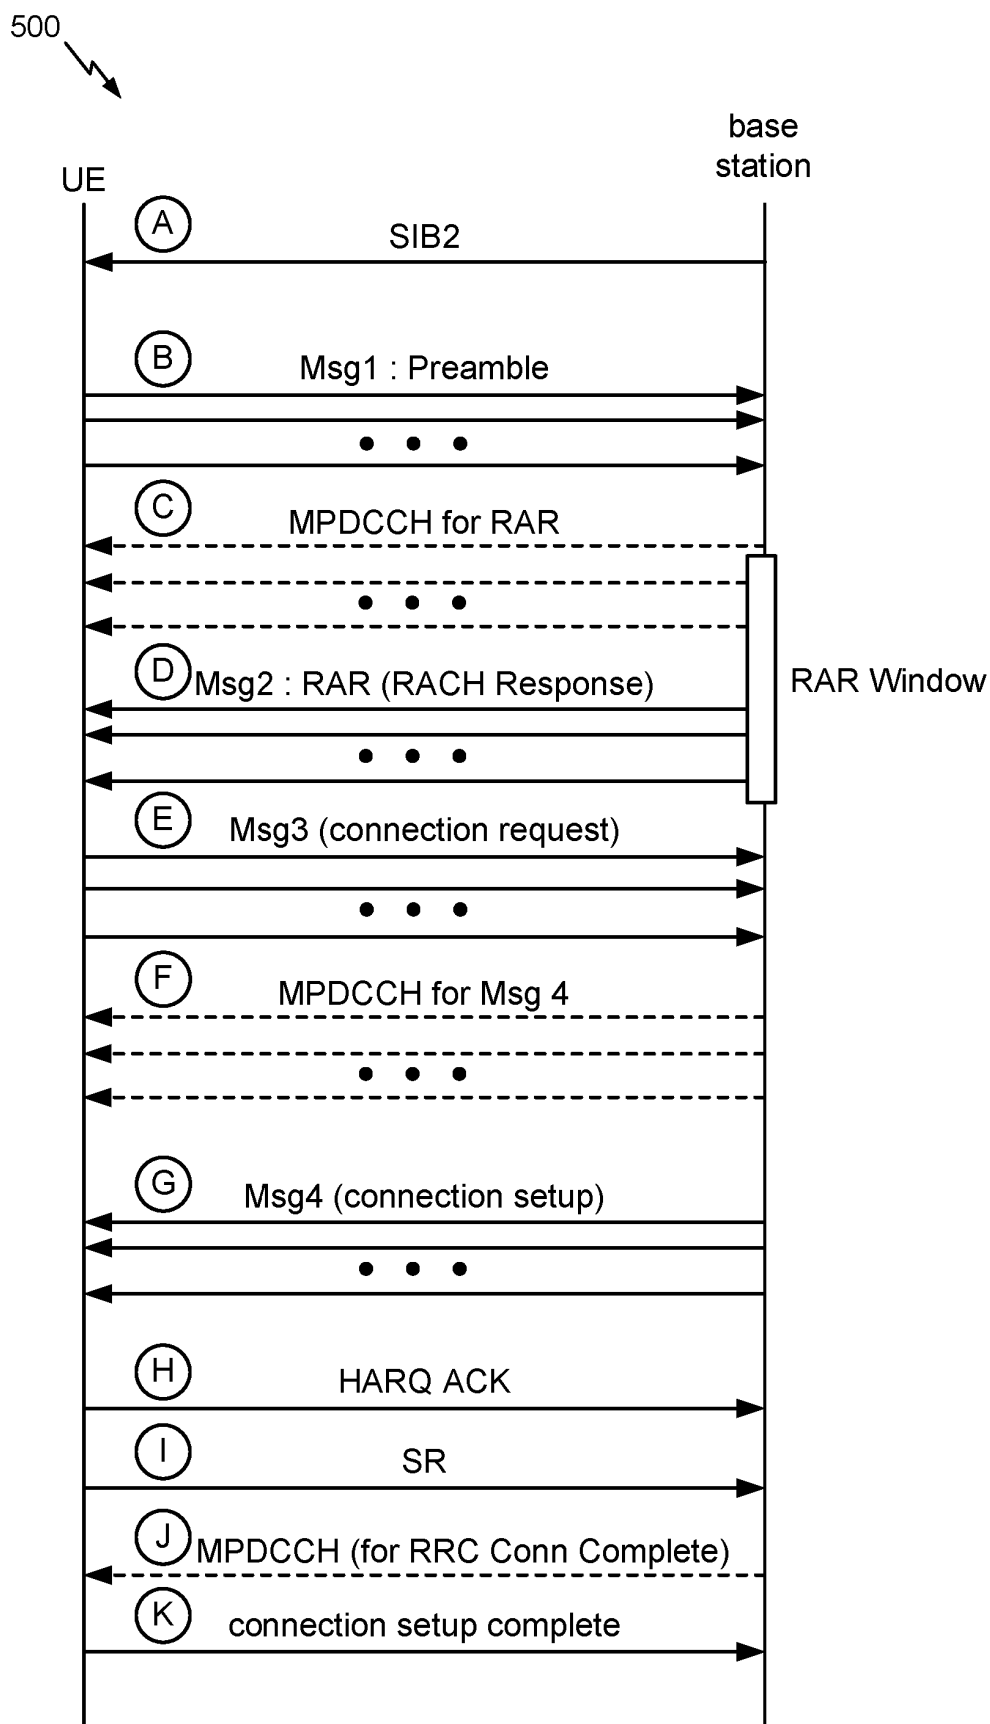 500
base
station
UE
A
SIB2
B
Msg1 : Preamble
C
MPDCCH for RAR
D
Msg2 : RAR (RACH Response)
RAR Window
E
Msg3 (connection request)
F
MPDCCH for Msg 4
G
Msg4 (connection setup)
H
HARQ ACK
I
SR
J
MPDCCH (for RRC Conn Complete)
K
connection setup complete